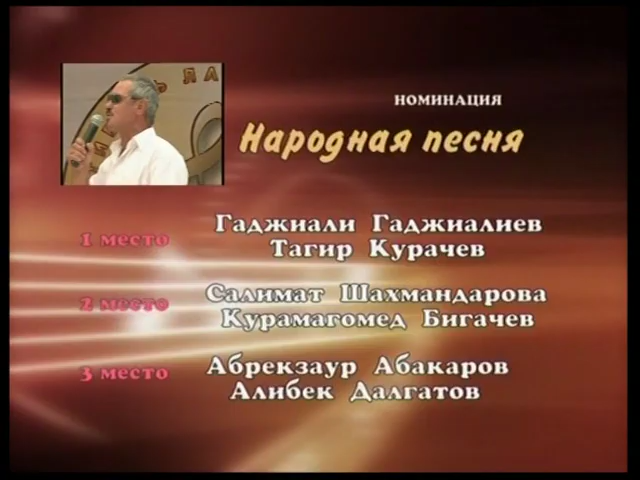 ЬЯЛ
НОМИНАЦИЯ
Народная песня
1 место
Гаджиали Гаджиалиев
Тагир Курачев
2 место
Салимат Шахмандарова
Курамагомед Бигачев
3 место
Абрекзаур Абакаров
Алибек Далгатов